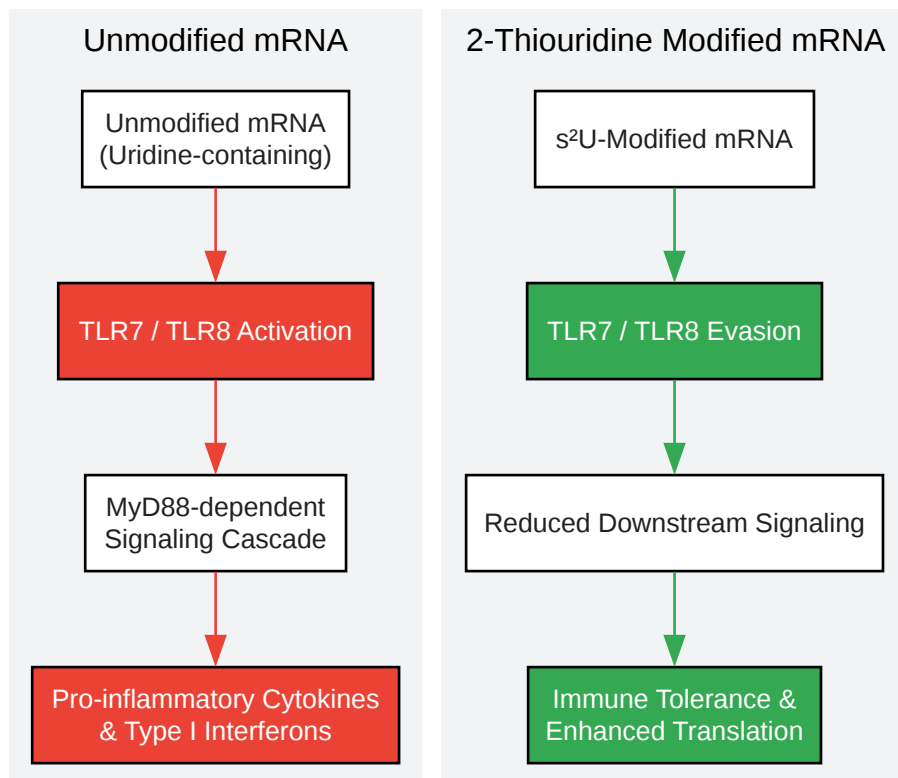 Unmodified mRNA
Unmodified mRNA
(Uridine-containing)
TLR7 / TLR8 Activation
MyD88-dependent
Signaling Cascade
Pro-inflammatory Cytokines
& Type I Interferons
2-Thiouridine Modified mRNA
s²U-Modified mRNA
TLR7 / TLR8 Evasion
Reduced Downstream Signaling
Immune Tolerance &
Enhanced Translation